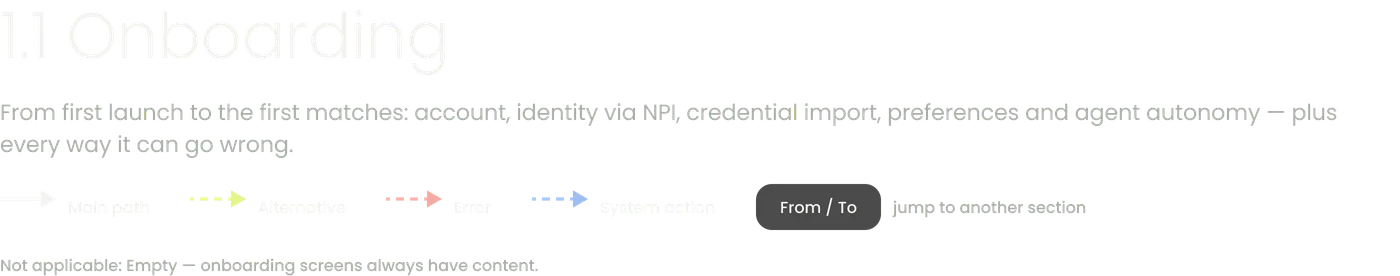 1.1 Onboarding
From first launch to the first matches: account, identity via NPI, credential import, preferences and agent autonomy — plus
every way it can go wrong.
Main path Alternative Error System action From / To jump to another section
Not applicable: Empty — onboarding screens always have content.